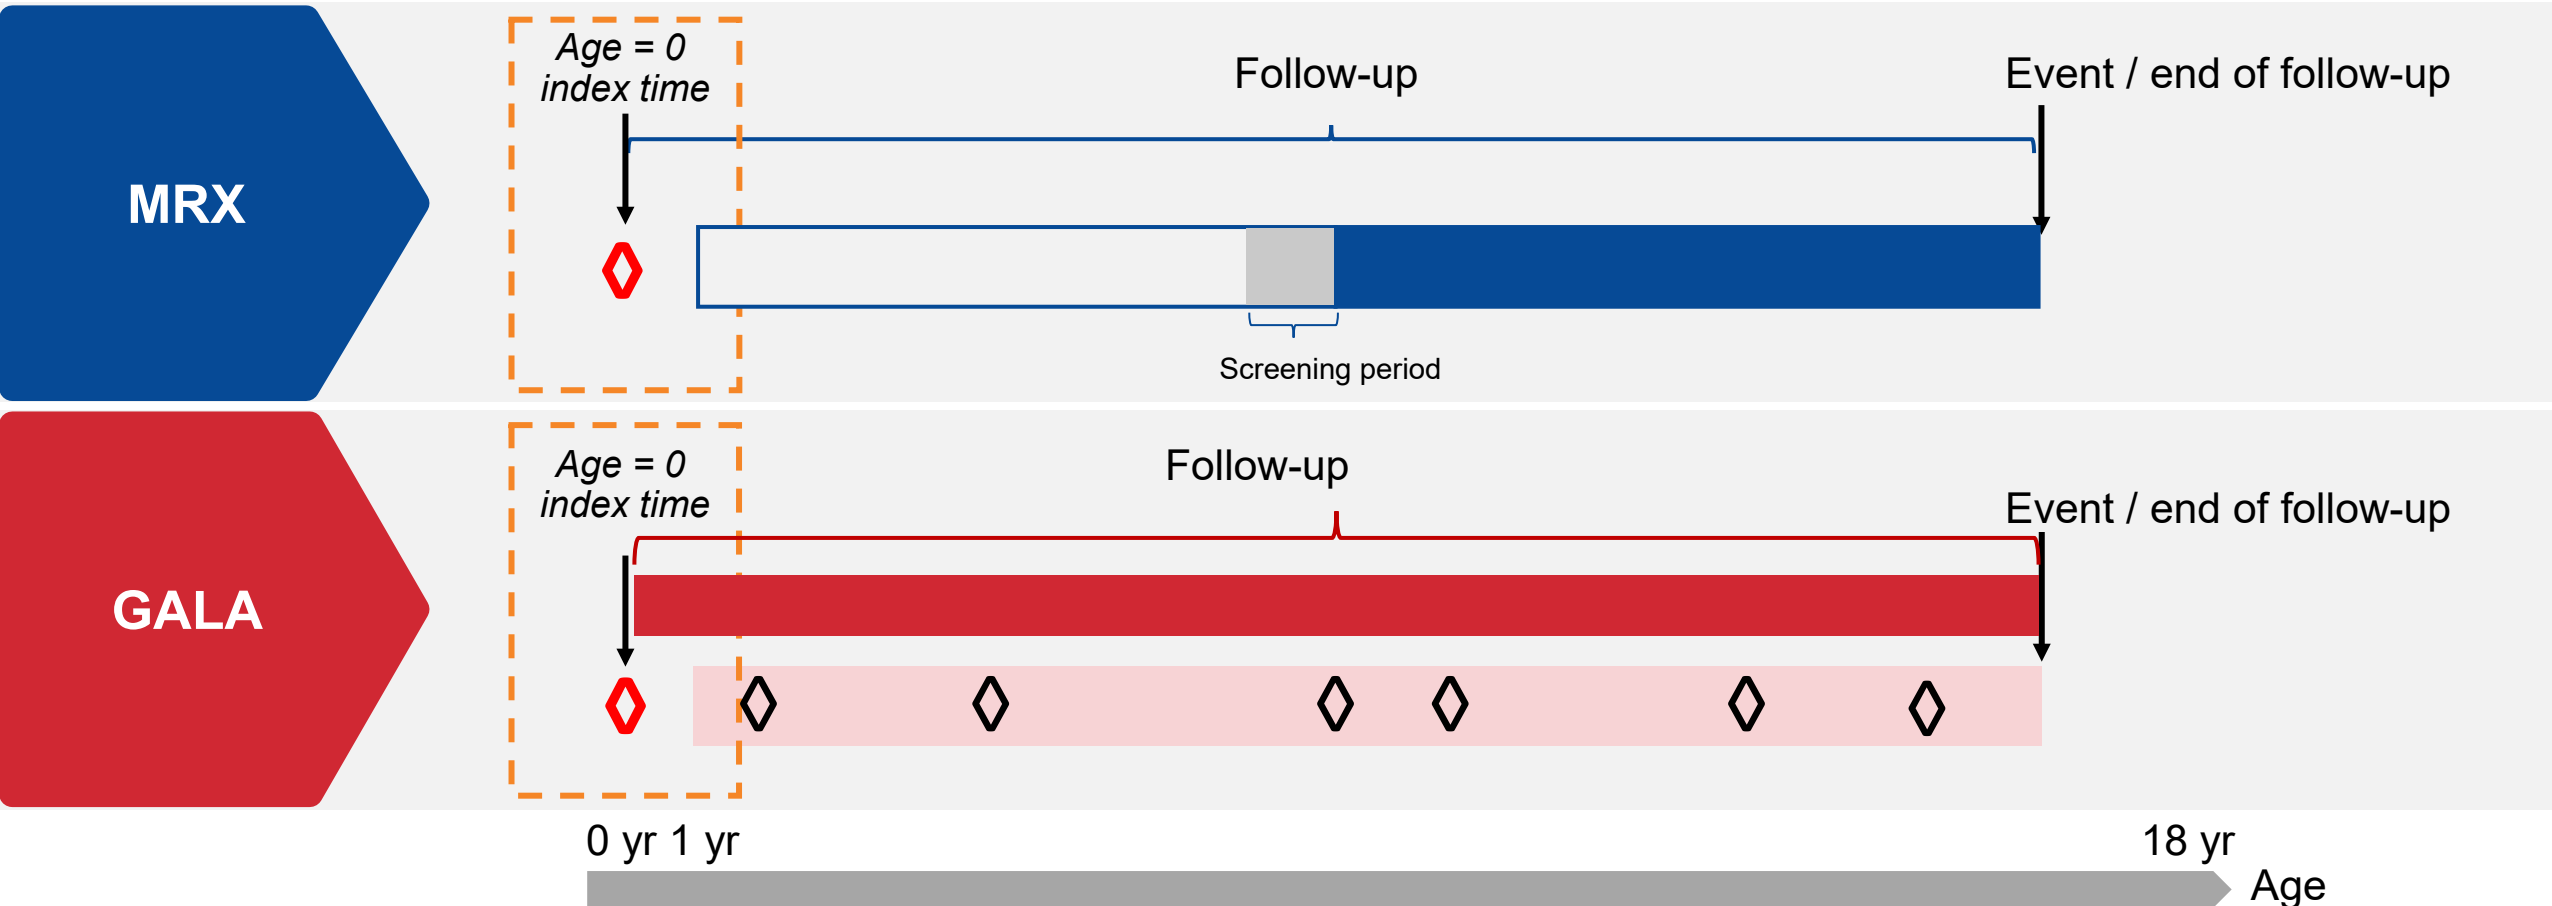 MRX
Age = 0
index time
Follow-up
Event / end of follow-up
Screening period
GALA
Age = 0
index time
Follow-up
Event / end of follow-up
0 yr 1 yr
18 yr
Age